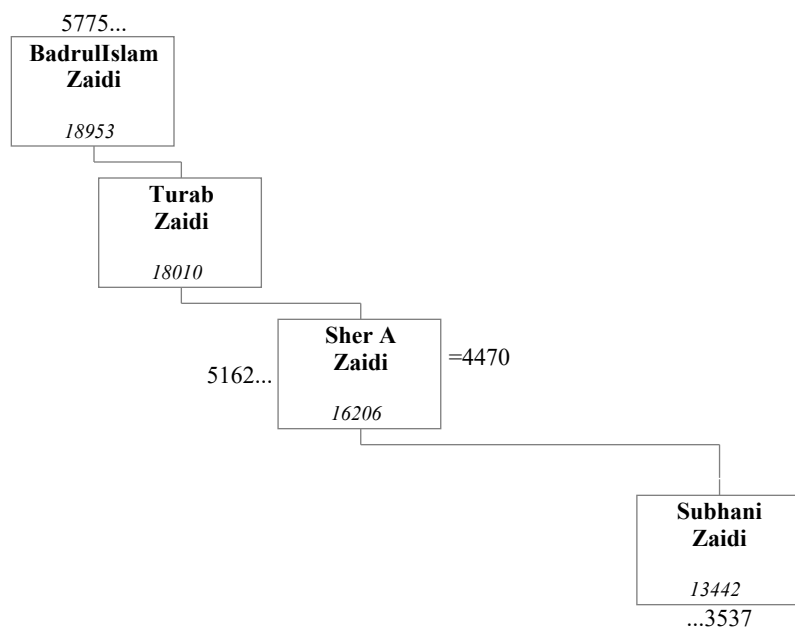 5775...
BadrulIslam
Zaidi
18953
Turab
Zaidi
18010
Sher A
Zaidi
5162...
=4470
16206
Subhani
Zaidi
13442
...3537